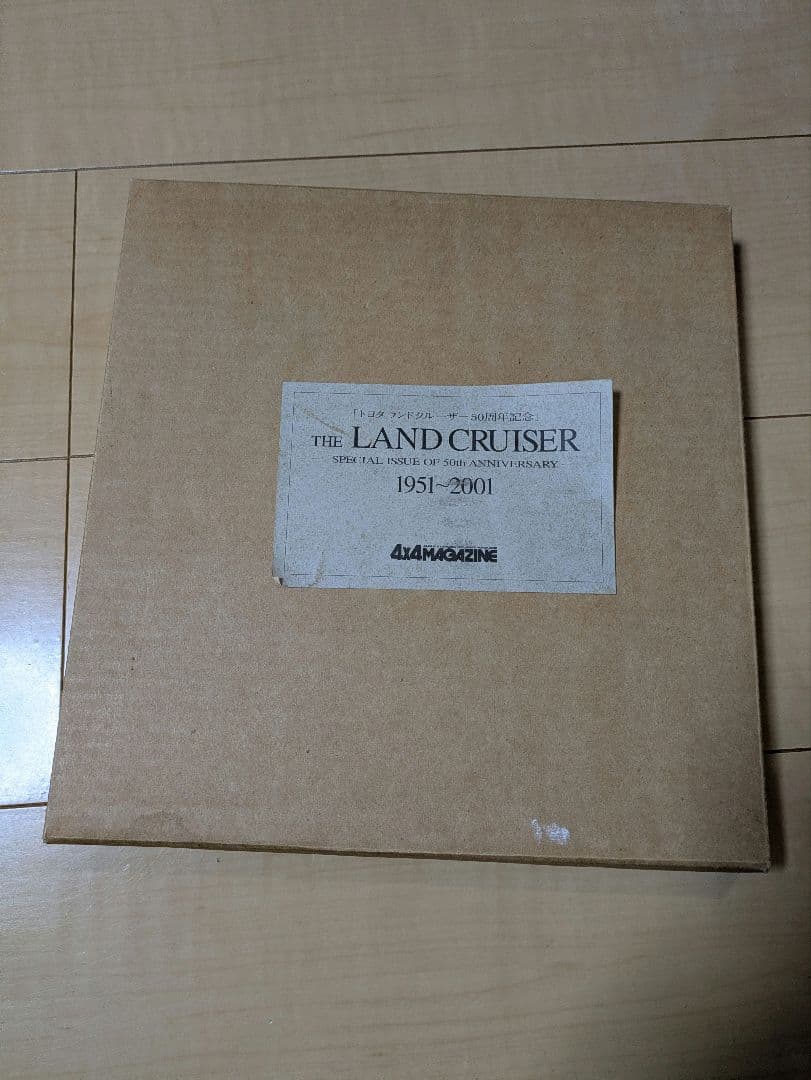 「トヨタ ランドクルーザー50周年記念」
THE LAND CRUISER
SPECIAL ISSUE OF 50th ANNIVERSARY
1951~2001
4x4MAGAZINE